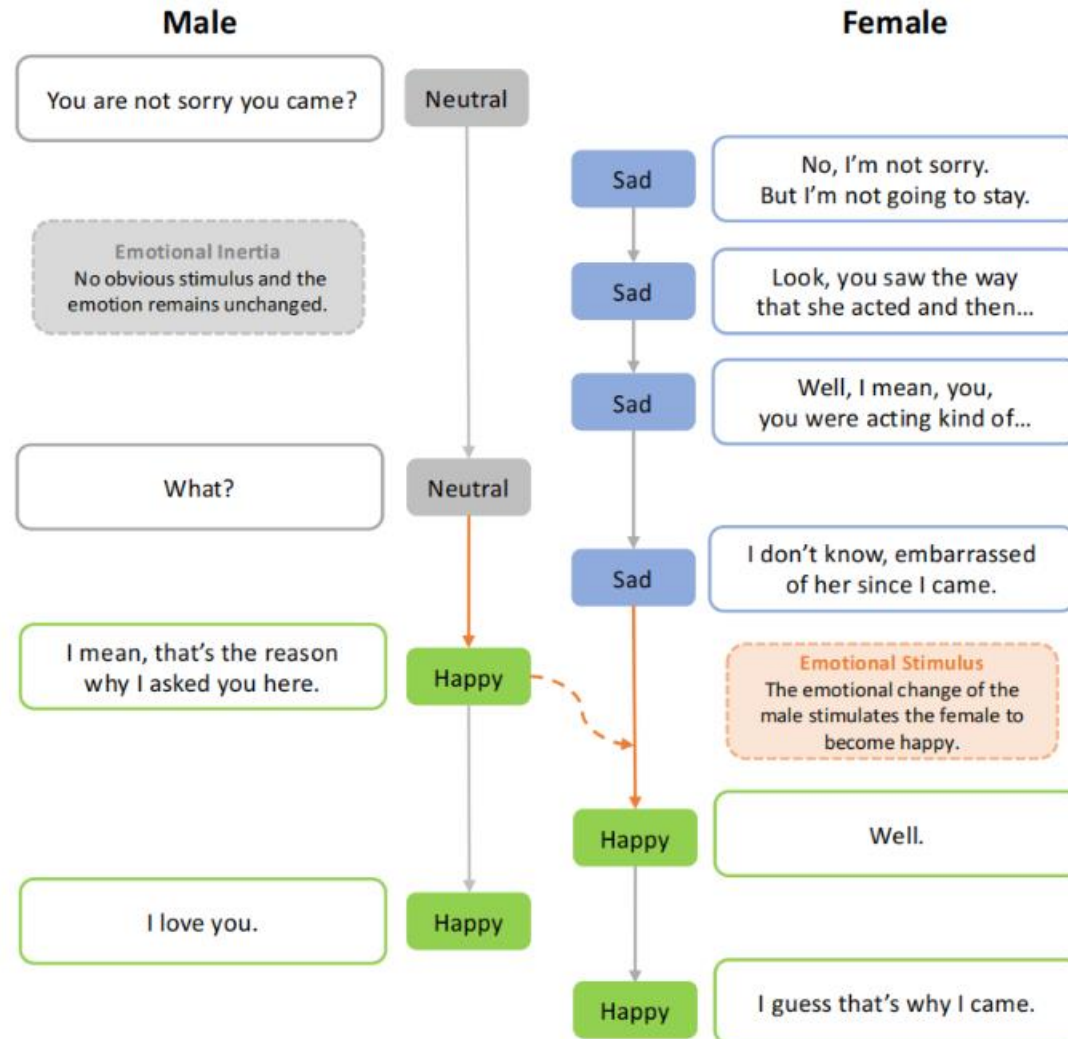 Male
Female
You are not sorry you came?
Neutral
Sad
No, I'm not sorry.
But I'm not going to stay.
Emotional Inertia
No obvious stimulus and the
emotion remains unchanged.
Sad
Look, you saw the way
that she acted and then…
Sad
Well, I mean, you,
you were acting kind of…
What?
Neutral
Sad
I don't know, embarrassed
of her since I came.
I mean, that's the reason
why I asked you here.
Happy
Emotional Stimulus
The emotional change of the
male stimulates the female to
become happy.
Happy
Well.
I love you.
Happy
Happy
I guess that's why I came.